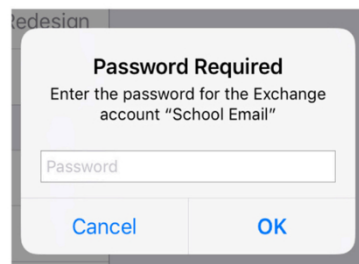 Redesign
Password Required
Enter the password for the Exchange
account “School Email”
Password
Cancel OK